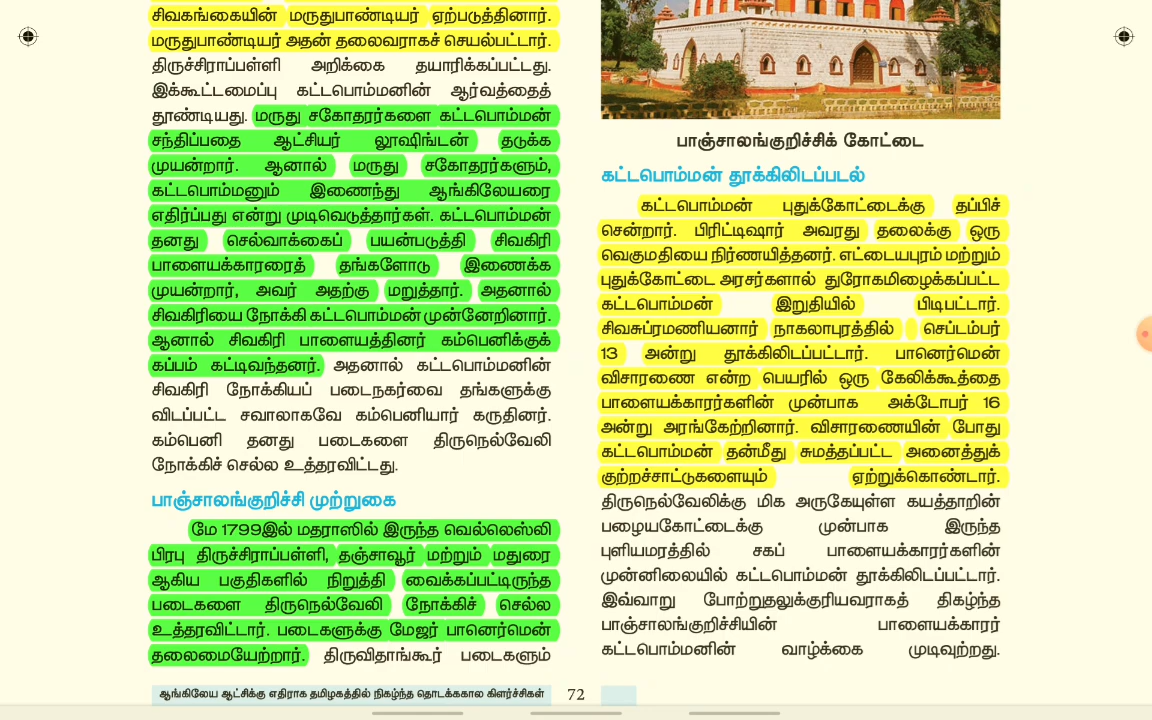 சிவகங்கையின் மருதுபாண்டியர் ஏற்படுத்தினார்.
மருதுபாண்டியர் அதன் தலைவராகச் செயல்பட்டார்.
திருச்சிராப்பள்ளி அறிக்கை தயாரிக்கப்பட்டது.
இக்கூட்டமைப்பு கட்டபொம்மனின் ஆர்வத்தைத்
தூண்டியது. மருது சகோதரர்களை கட்டபொம்மன்
சந்திப்பதை ஆட்சியர் லூஷிங்டன் தடுக்க
முயன்றார். ஆனால் மருது சகோதரர்களும்,
கட்டபொம்மனும் இணைந்து ஆங்கிலேயரை
எதிர்ப்பது என்று முடிவெடுத்தார்கள். கட்டபொம்மன்
தனது செல்வாக்கைப் பயன்படுத்தி சிவகிரி
பாளையக்காரரைத் தங்களோடு இணைக்க
முயன்றார், அவர் அதற்கு மறுத்தார். அதனால்
சிவகிரியை நோக்கி கட்டபொம்மன் முன்னேறினார்.
ஆனால் சிவகிரி பாளையத்தினர் கம்பெனிக்குக்
கப்பம் கட்டிவந்தனர். அதனால் கட்டபொம்மனின்
சிவகிரி நோக்கியப் படைநகர்வை தங்களுக்கு
விடப்பட்ட சவாலாகவே கம்பெனியார் கருதினர்.
கம்பெனி தனது படைகளை திருநெல்வேலி
நோக்கிச் செல்ல உத்தரவிட்டது.
பாஞ்சாலங்குறிச்சி முற்றுகை
மே 1799இல் மதராஸில் இருந்த வெல்லெஸ்லி
பிரபு திருச்சிராப்பள்ளி, தஞ்சாவூர் மற்றும் மதுரை
ஆகிய பகுதிகளில் நிறுத்தி வைக்கப்பட்டிருந்த
படைகளை திருநெல்வேலி நோக்கிச் செல்ல
உத்தரவிட்டார். படைகளுக்கு மேஜர் பானெர்மென்
தலைமையேற்றார். திருவிதாங்கூர் படைகளும்
பாஞ்சாலங்குறிச்சிக் கோட்டை
கட்டபொம்மன் தூக்கிலிடப்படல்
கட்டபொம்மன் புதுக்கோட்டைக்கு தப்பிச்
சென்றார். பிரிட்டிஷார் அவரது தலைக்கு ஒரு
வெகுமதியை நிர்ணயித்தனர். எட்டையபுரம் மற்றும்
புதுக்கோட்டை அரசர்களால் துரோகமிழைக்கப்பட்ட
கட்டபொம்மன் இறுதியில் பிடிபட்டார்.
சிவசுப்ரமணியனார் நாகலாபுரத்தில் செப்டம்பர்
13 அன்று தூக்கிலிடப்பட்டார். பானெர்மென்
விசாரணை என்ற பெயரில் ஒரு கேலிக்கூத்தை
பாளையக்காரர்களின் முன்பாக அக்டோபர் 16
அன்று அரங்கேற்றினார். விசாரணையின் போது
கட்டபொம்மன் தன்மீது சுமத்தப்பட்ட அனைத்துக்
குற்றச்சாட்டுகளையும் ஏற்றுக்கொண்டார்.
திருநெல்வேலிக்கு மிக அருகேயுள்ள கயத்தாறின்
பழையகோட்டைக்கு முன்பாக இருந்த
புளியமரத்தில் சகப் பாளையக்காரர்களின்
முன்னிலையில் கட்டபொம்மன் தூக்கிலிடப்பட்டார்.
இவ்வாறு போற்றுதலுக்குரியவராகத் திகழ்ந்த
பாஞ்சாலங்குறிச்சியின் பாளையக்காரர்
கட்டபொம்மனின் வாழ்க்கை முடிவுற்றது.
ஆங்கிலேய ஆட்சிக்கு எதிராக தமிழகத்தில் நிகழ்ந்த தொடக்ககால கிளர்ச்சிகள் 72